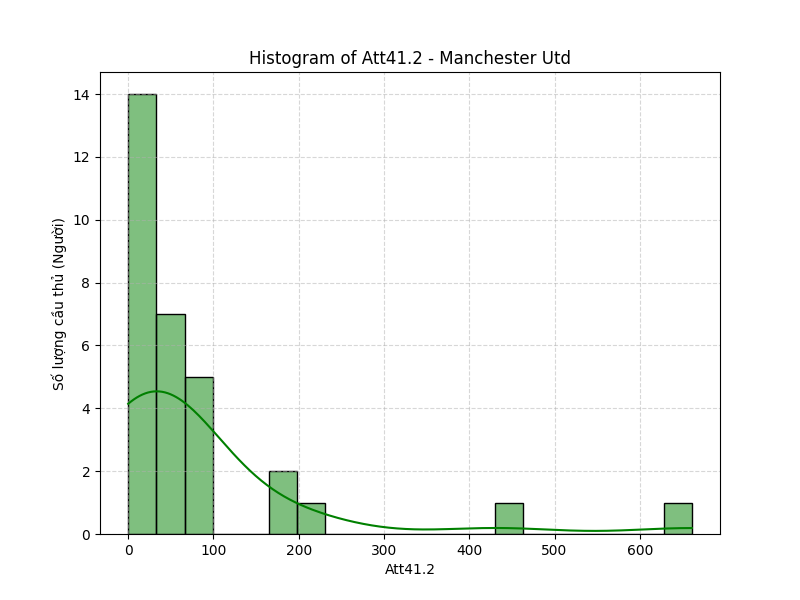 Histogram of Att41.2 - Manchester Utd
Số lượng cầu thủ (Người)
14
12
10
8
6
4
2
0
0 100 200 300 400 500 600
Att41.2